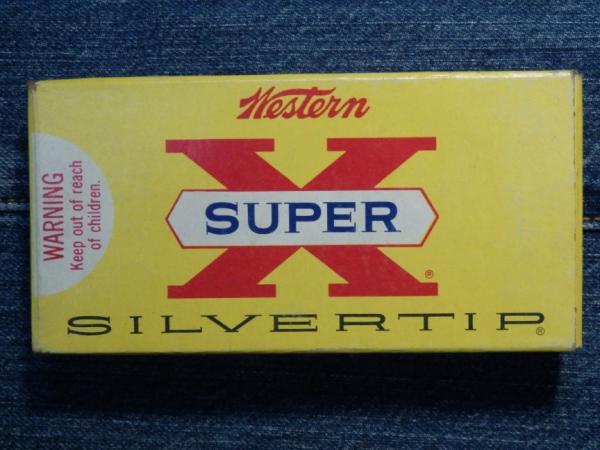 Western
X
SUPER
®
SILVERTIP®
WARNING
Keep out of reach
of children.